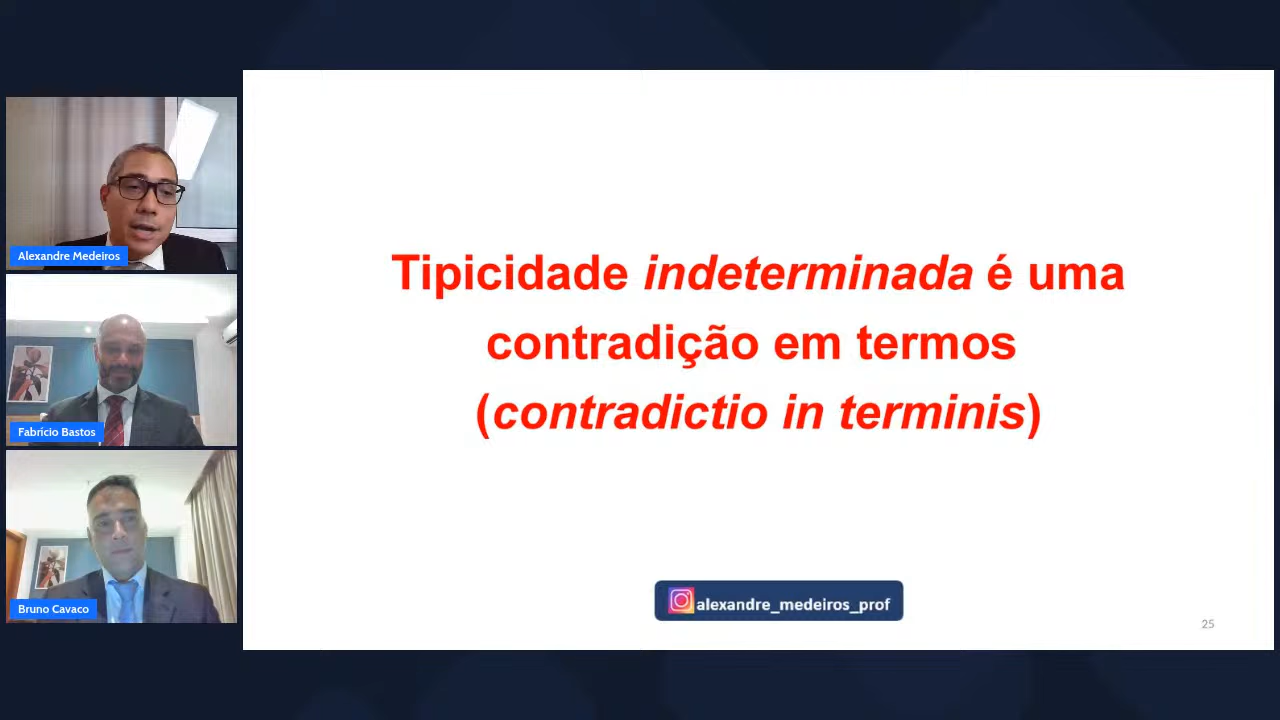 Alexandre Medeiros
Fabrício Bastos
Bruno Cavaco
Tipicidade indeterminada é uma
contradição em termos
(contradictio in terminis)
alexandre_medeiros_prof
25